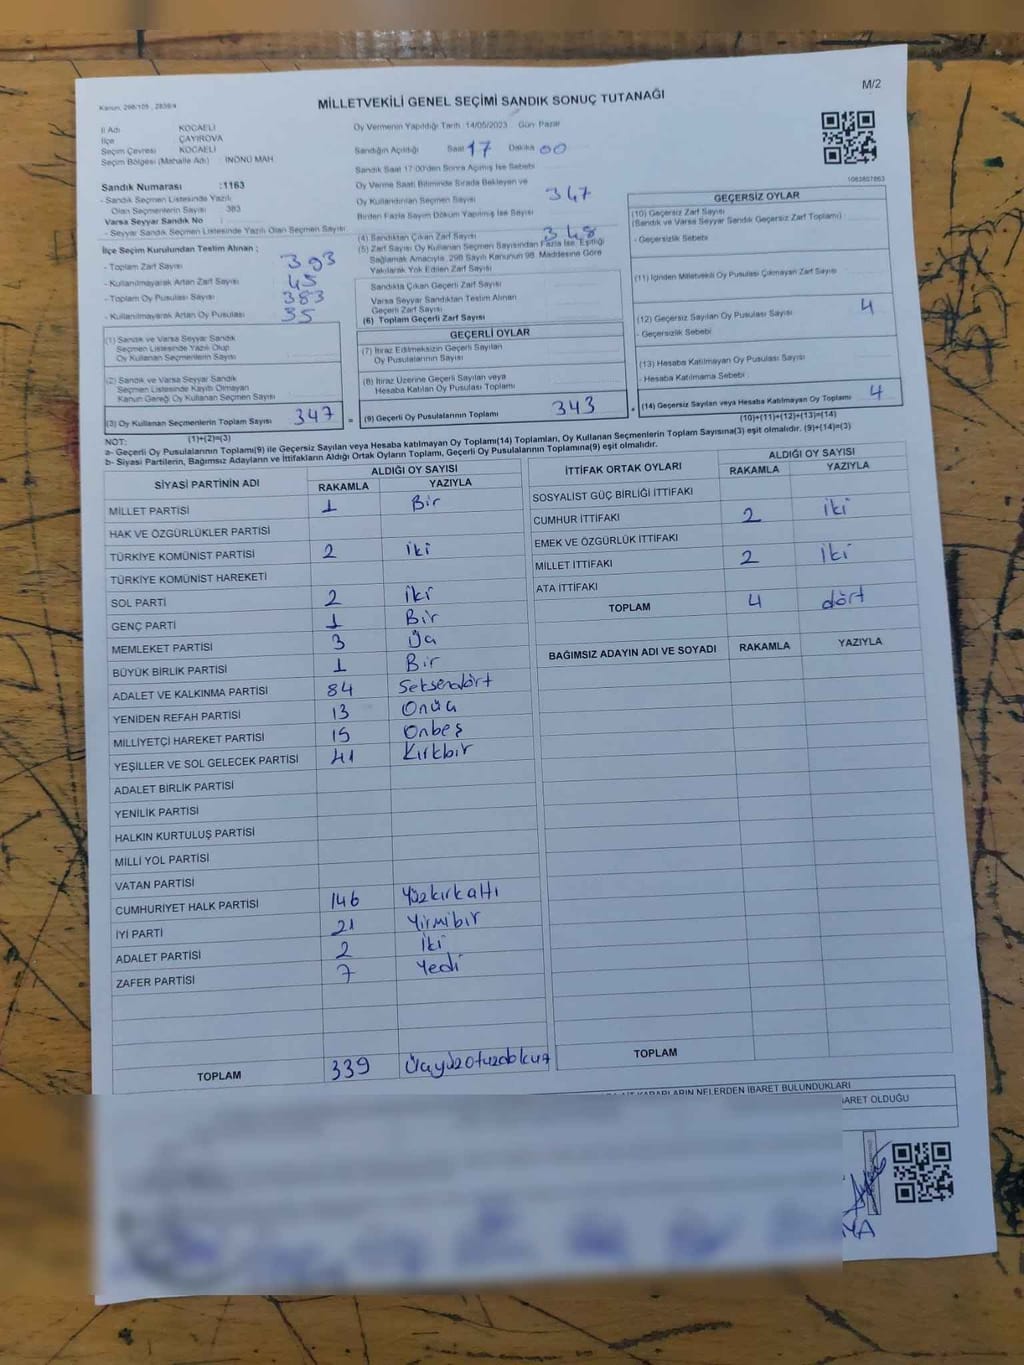 M/2
Kanun, 298/105 , 2839/4
MİLLETVEKİLİ GENEL SEÇİMİ SANDIK SONUÇ TUTANAĞI
İl Adı KOCAELİ
İlçe ÇAYIROVA
Seçim Çevresi KOCAELİ
Seçim Bölgesi (Mahalle Adı) : İNÖNÜ MAH.
Sandık Numarası :1163
- Sandık Seçmen Listesinde Yazılı
Olan Seçmenlerin Sayısı 383
Varsa Seyyar Sandık No :
- Seyyar Sandık Seçmen Listesinde Yazılı Olan Seçmen Sayısı
İlçe Seçim Kurulundan Teslim Alınan ;
- Toplam Zarf Sayısı 393
- Kullanılmayarak Artan Zarf Sayısı 45
- Toplam Oy Pusulası Sayısı 383
- Kullanılmayarak Artan Oy Pusulası 35
(1) Sandık ve Varsa Seyyar Sandık
Seçmen Listesinde Yazılı Olup
Oy Kullanan Seçmenlerin Sayısı
(2) Sandık ve Varsa Seyyar Sandık
Seçmen Listesinde Kayıtlı Olmayan
Kanun Gereği Oy Kullanan Seçmen Sayısı
(3) Oy Kullanan Seçmenlerin Toplam Sayısı 347
(1)+(2)=(3)
Oy Vermenin Yapıldığı Tarih :14/05/2023 Gün: Pazar
Sandığın Açıldığı Saat 17 Dakika 00
Sandık Saat 17:00'den Sonra Açılmış İse Sebebi
Oy Verme Saati Bitiminde Sırada Bekleyen ve
Oy Kullandırılan Seçmen Sayısı 347
Birden Fazla Sayım Döküm Yapılmış İse Sayısı
(4) Sandıktan Çıkan Zarf Sayısı 348
(5) Zarf Sayısı Oy Kullanan Seçmen Sayısından Fazla İse, Eşitliği
Sağlamak Amacıyla, 298 Sayılı Kanunun 98. Maddesine Göre
Yakılarak Yok Edilen Zarf Sayısı
Sandıkta Çıkan Geçerli Zarf Sayısı
Varsa Seyyar Sandıktan Teslim Alınan
Geçerli Zarf Sayısı
(6) Toplam Geçerli Zarf Sayısı
GEÇERLİ OYLAR
(7) İtiraz Edilmeksizin Geçerli Sayılan
Oy Pusulalarının Sayısı
(8) İtiraz Üzerine Geçerli Sayılan veya
Hesaba Katılan Oy Pusulası Toplamı
= (9) Geçerli Oy Pusulalarının Toplamı 343
1083807863
GEÇERSİZ OYLAR
(10) Geçersiz Zarf Sayısı
(Sandık ve Varsa Seyyar Sandık Geçersiz Zarf Toplamı)
- Geçersizlik Sebebi
(11) İçinden Milletvekili Oy Pusulası Çıkmayan Zarf Sayısı
(12) Geçersiz Sayılan Oy Pusulası Sayısı 4
- Geçersizlik Sebebi :
(13) Hesaba Katılmayan Oy Pusulası Sayısı
- Hesaba Katılmama Sebebi :
+ (14) Geçersiz Sayılan veya Hesaba Katılmayan Oy Toplamı 4
(10)+(11)+(12)+(13)=(14)
NOT:
a- Geçerli Oy Pusulalarının Toplamı(9) ile Geçersiz Sayılan veya Hesaba katılmayan Oy Toplamı(14) Toplamları, Oy Kullanan Seçmenlerin Toplam Sayısına(3) eşit olmalıdır. (9)+(14)=(3)
b- Siyasi Partilerin, Bağımsız Adayların ve İttifakların Aldığı Ortak Oyların Toplamı, Geçerli Oy Pusulalarının Toplamına(9) eşit olmalıdır.
SİYASİ PARTİNİN ADI ALDIĞI OY SAYISI
RAKAMLA YAZIYLA
MİLLET PARTİSİ 1 Bir
HAK VE ÖZGÜRLÜKLER PARTİSİ
TÜRKİYE KOMÜNİST PARTİSİ 2 iki
TÜRKİYE KOMÜNİST HAREKETİ
SOL PARTİ 2 iki
GENÇ PARTİ 1 Bir
MEMLEKET PARTİSİ 3 Üç
BÜYÜK BİRLİK PARTİSİ 1 Bir
ADALET VE KALKINMA PARTİSİ 84 Seksendört
YENİDEN REFAH PARTİSİ 13 Onüç
MİLLİYETÇİ HAREKET PARTİSİ 15 Onbeş
YEŞİLLER VE SOL GELECEK PARTİSİ 41 Kırkbir
ADALET BİRLİK PARTİSİ
YENİLİK PARTİSİ
HALKIN KURTULUŞ PARTİSİ
MİLLİ YOL PARTİSİ
VATAN PARTİSİ
CUMHURİYET HALK PARTİSİ 146 Yüzkırkaltı
İYİ PARTİ 21 Yirmibir
ADALET PARTİSİ 2 iki
ZAFER PARTİSİ 7 Yedi
TOPLAM 339 Üçyüzotuzdokuz
İTTİFAK ORTAK OYLARI ALDIĞI OY SAYISI
RAKAMLA YAZIYLA
SOSYALİST GÜÇ BİRLİĞİ İTTİFAKI
CUMHUR İTTİFAKI 2 iki
EMEK VE ÖZGÜRLÜK İTTİFAKI
MİLLET İTTİFAKI 2 iki
ATA İTTİFAKI
TOPLAM 4 dört
BAĞIMSIZ ADAYIN ADI VE SOYADI RAKAMLA YAZIYLA
TOPLAM
KARARLARIN NELERDEN İBARET BULUNDUKLARI
İBARET OLDUĞU